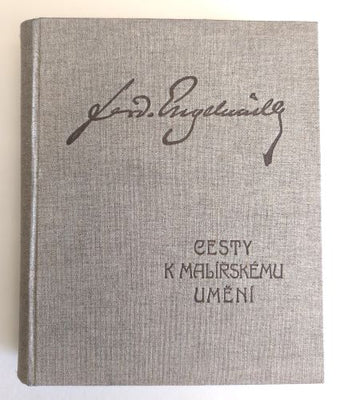 Ferd. Engelmüller
CESTY
K MALÍŘSKÉMU
UMĚNÍ